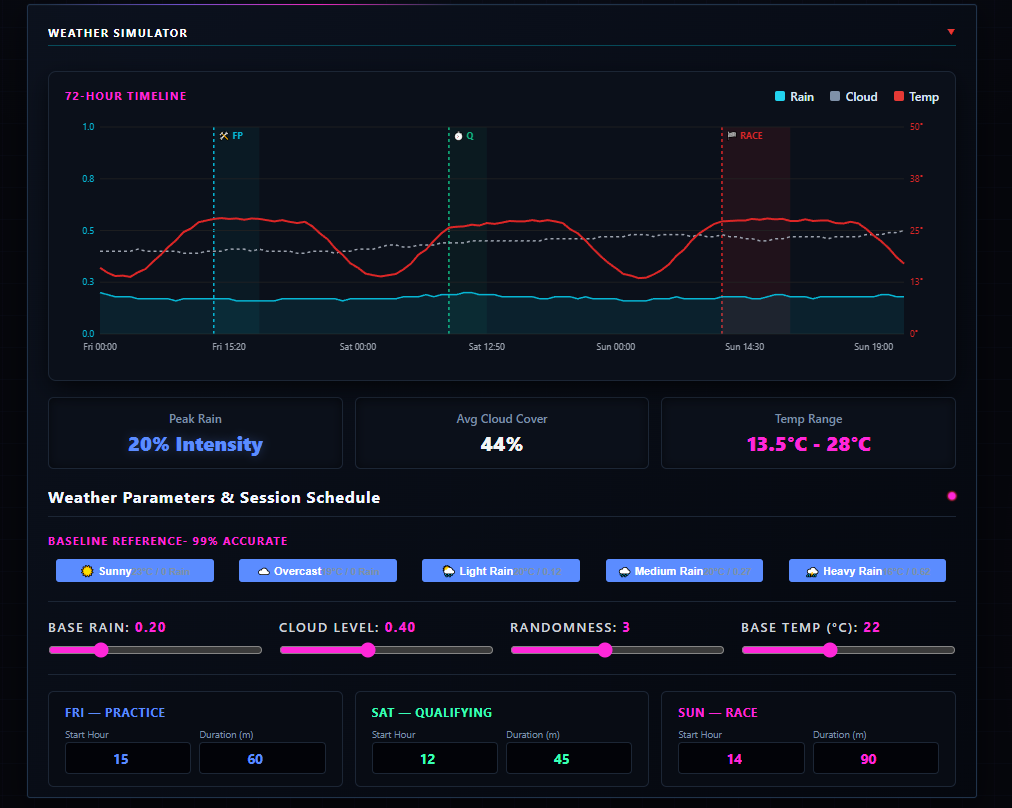 WEATHER SIMULATOR
72-HOUR TIMELINE
Rain Cloud Temp
FP Q RACE
1.0 50°
0.8 38°
0.5 25°
0.3 13°
0.0 0°
Fri 00:00 Fri 15:20 Sat 00:00 Sat 12:50 Sun 00:00 Sun 14:30 Sun 19:00
Peak Rain Avg Cloud Cover Temp Range
20% Intensity 44% 13.5°C - 28°C
Weather Parameters & Session Schedule
BASELINE REFERENCE- 99% ACCURATE
Sunny Overcast Light Rain Medium Rain Heavy Rain
BASE RAIN: 0.20 CLOUD LEVEL: 0.40 RANDOMNESS: 3 BASE TEMP (°C): 22
FRI — PRACTICE SAT — QUALIFYING SUN — RACE
Start Hour Duration (m) Start Hour Duration (m) Start Hour Duration (m)
15 60 12 45 14 90